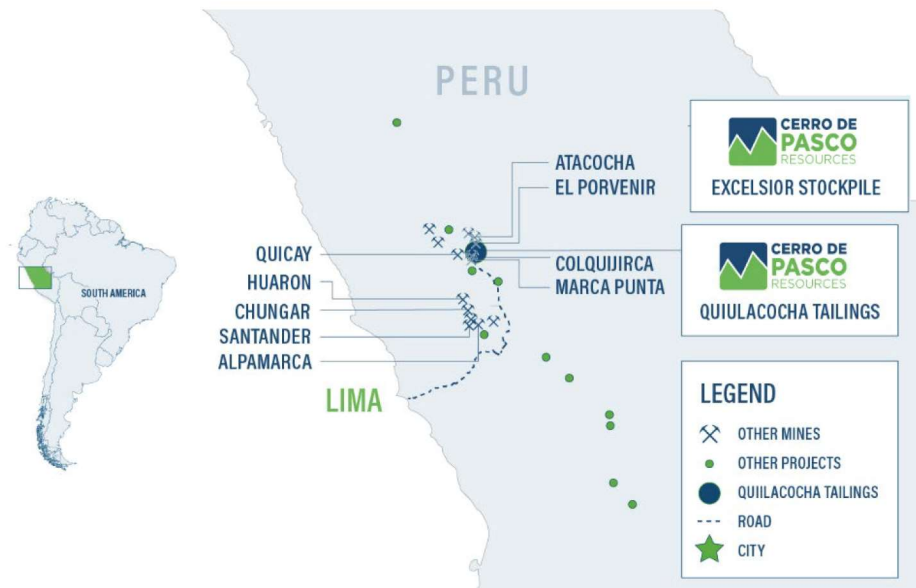 PERU
CERRO DE
PASCO
RESOURCES
EXCELSIOR STOCKPILE
ATACOCHA
EL PORVENIR
QUICAY
HUARON
CHUNGAR
SANTANDER
ALPAMARCA
COLQUIJIRCA
MARCA PUNTA
CERRO DE
PASCO
RESOURCES
QUIULACOCHA TAILINGS
SOUTH AMERICA
LIMA
LEGEND
OTHER MINES
OTHER PROJECTS
QUIILACOCHA TAILINGS
ROAD
CITY